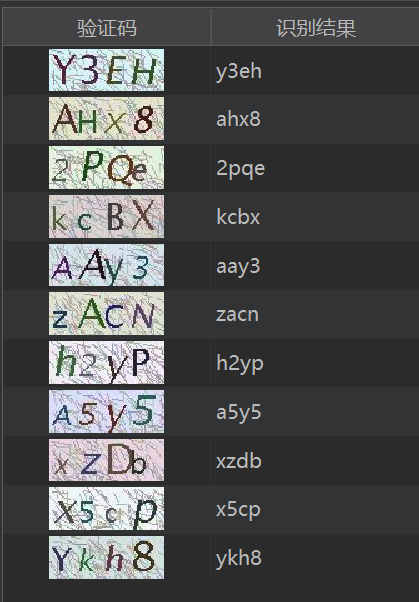 验证码 识别结果
Y3EH y3eh
AHX8 ahx8
2PQe 2pqe
kcBX kcbx
AAy3 aay3
zACN zacn
h2yP h2yp
A5y5 a5y5
xZDb xzdb
X5cp x5cp
Ykh8 ykh8